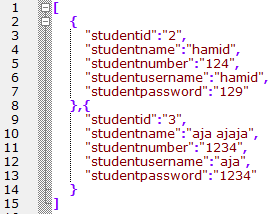 1 [
2 {
3 "studentid":"2",
4 "studentname":"hamid",
5 "studentnumber":"124",
6 "studentusername":"hamid",
7 "studentpassword":"129"
8 },{
9 "studentid":"3",
10 "studentname":"aja ajaja",
11 "studentnumber":"1234",
12 "studentusername":"aja",
13 "studentpassword":"1234"
14 }
15 ]